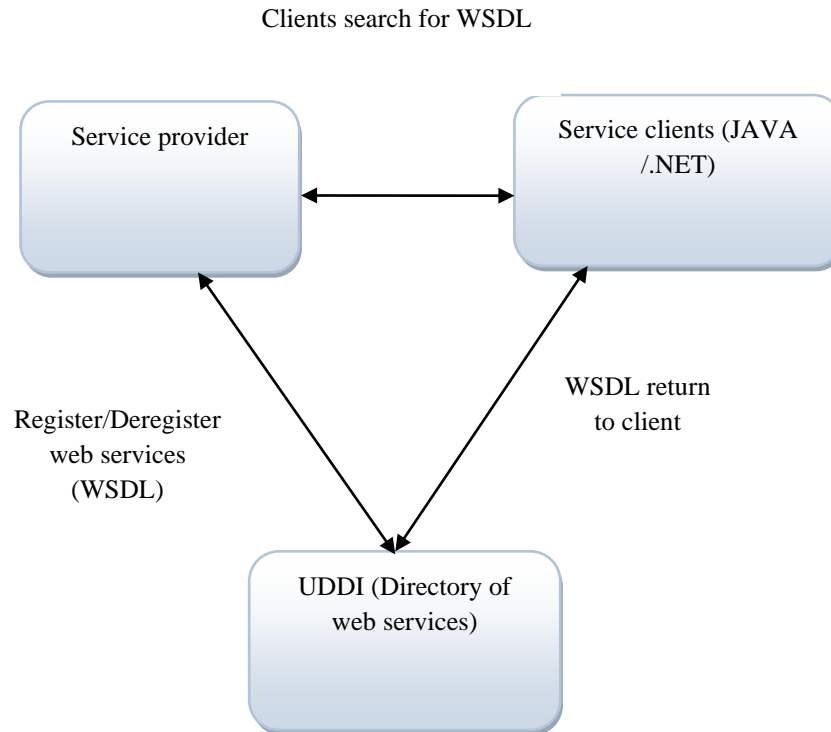 Clients search for WSDL
Service provider
Service clients (JAVA
/.NET)
Register/Deregister
web services
(WSDL)
WSDL return
to client
UDDI (Directory of
web services)